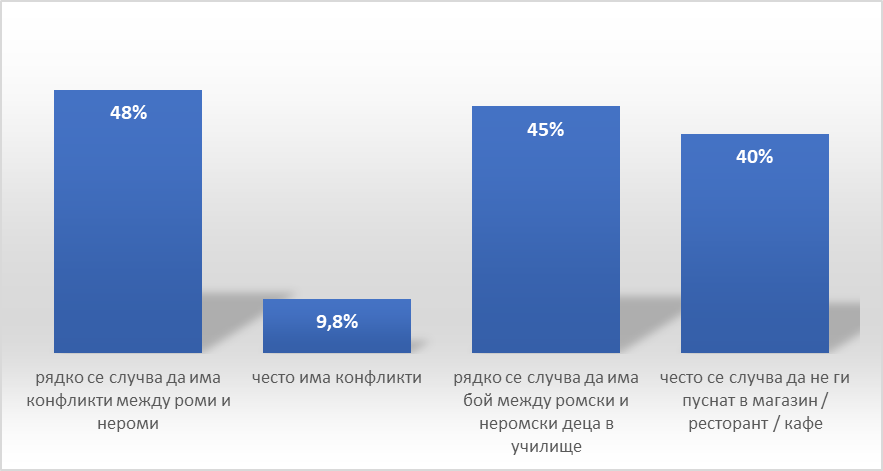 48%
9,8%
45%
40%
рядко се случва да има
конфликти между роми и
нероми
често има конфликти
рядко се случва да има
бой между ромски и
неромски деца в
училище
често се случва да не ги
пуснат в магазин /
ресторант / кафе